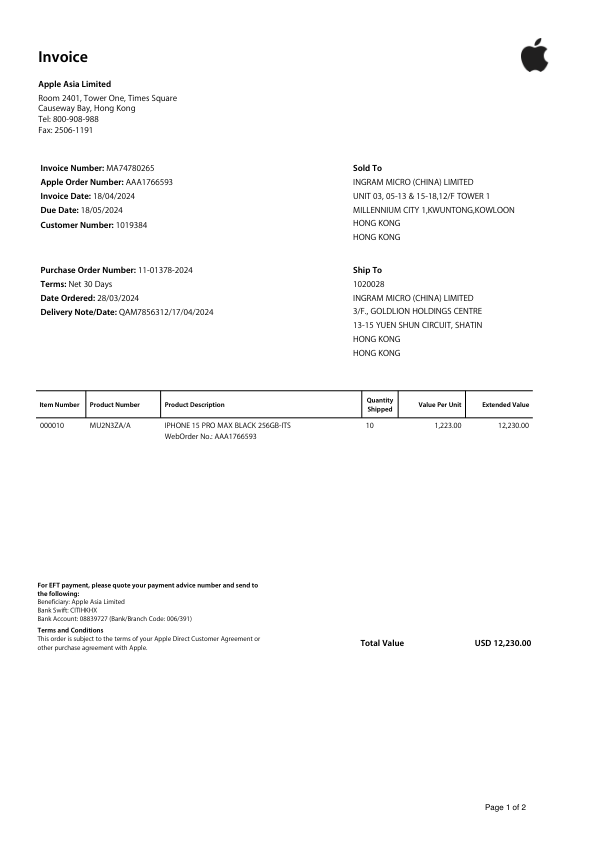 Invoice
Apple Asia Limited
Room 2401, Tower One, Times Square
Causeway Bay, Hong Kong
Tel: 800-908-988
Fax: 2506-1191
Invoice Number: MA74780265
Apple Order Number: AAA1766593
Invoice Date: 18/04/2024
Due Date: 18/05/2024
Customer Number: 1019384
Sold To
INGRAM MICRO (CHINA) LIMITED
UNIT 03, 05-13 & 15-18,12/F TOWER 1
MILLENNIUM CITY 1,KWUNTONG,KOWLOON
HONG KONG
HONG KONG
Purchase Order Number: 11-01378-2024
Terms: Net 30 Days
Date Ordered: 28/03/2024
Delivery Note/Date: QAM7856312/17/04/2024
Ship To
1020028
INGRAM MICRO (CHINA) LIMITED
3/F., GOLDLION HOLDINGS CENTRE
13-15 YUEN SHUN CIRCUIT, SHATIN
HONG KONG
HONG KONG
Item Number Product Number Product Description Quantity Shipped Value Per Unit Extended Value
000010 MU2N3ZA/A IPHONE 15 PRO MAX BLACK 256GB-ITS 10 1,223.00 12,230.00
WebOrder No.: AAA1766593
For EFT payment, please quote your payment advice number and send to
the following:
Beneficiary: Apple Asia Limited
Bank Swift: CITIHKHX
Bank Account: 08839727 (Bank/Branch Code: 006/391)
Terms and Conditions
This order is subject to the terms of your Apple Direct Customer Agreement or
other purchase agreement with Apple.
Total Value USD 12,230.00
Page 1 of 2